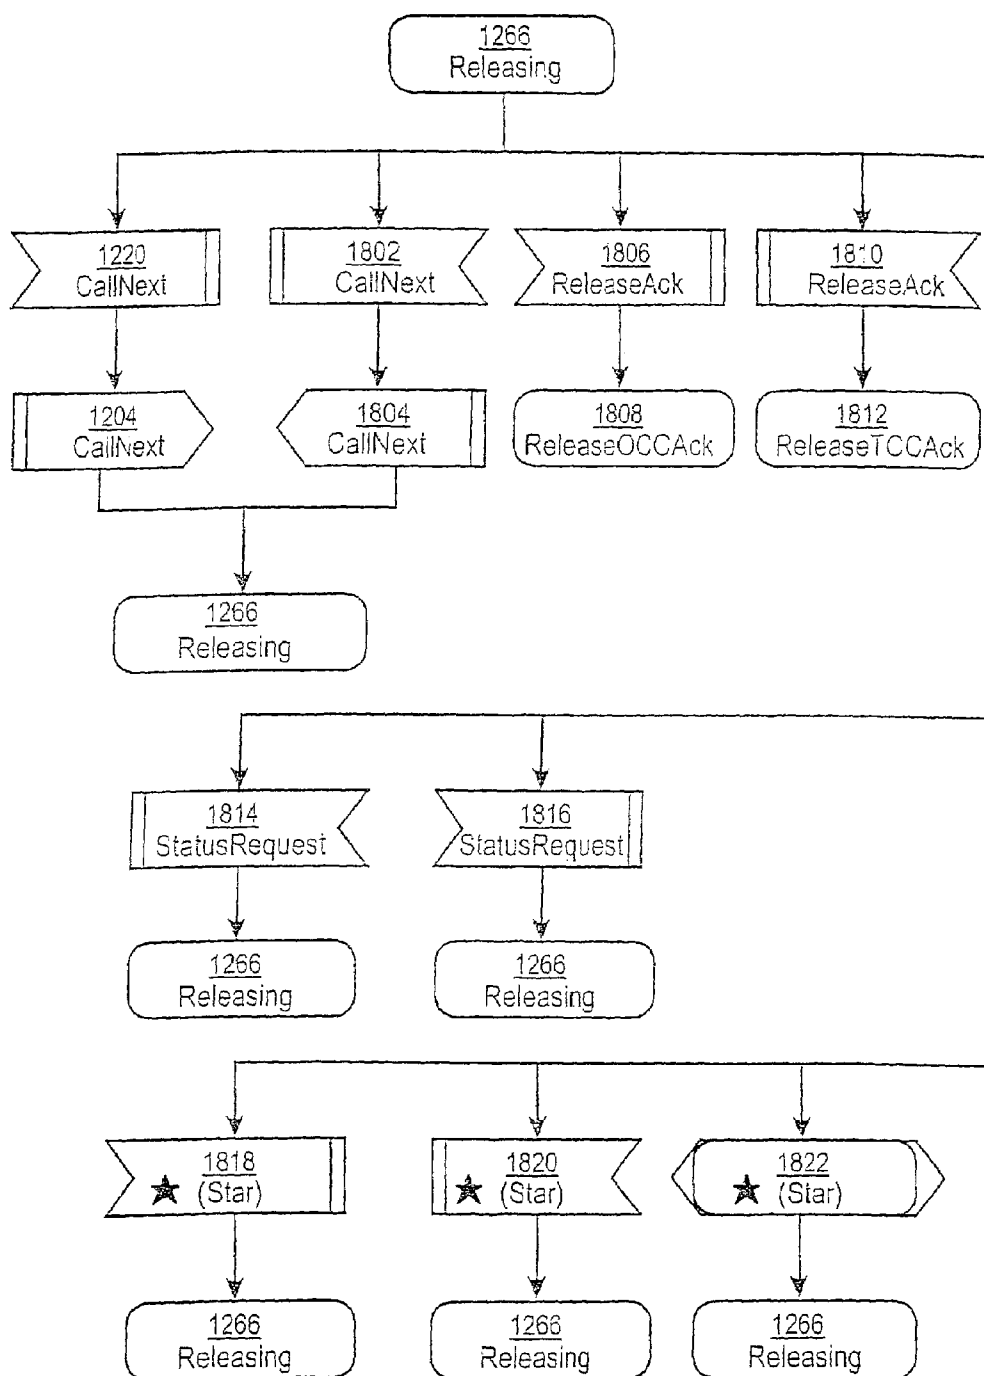 1266
Releasing
1220
CallNext
1802
CallNext
1806
ReleaseAck
1810
ReleaseAck
1204
CallNext
1804
CallNext
1808
ReleaseOCCAck
1812
ReleaseTCCAck
1266
Releasing
1814
StatusRequest
1816
StatusRequest
1266
Releasing
1266
Releasing
1818
(Star)
1820
(Star)
1822
(Star)
1266
Releasing
1266
Releasing
1266
Releasing